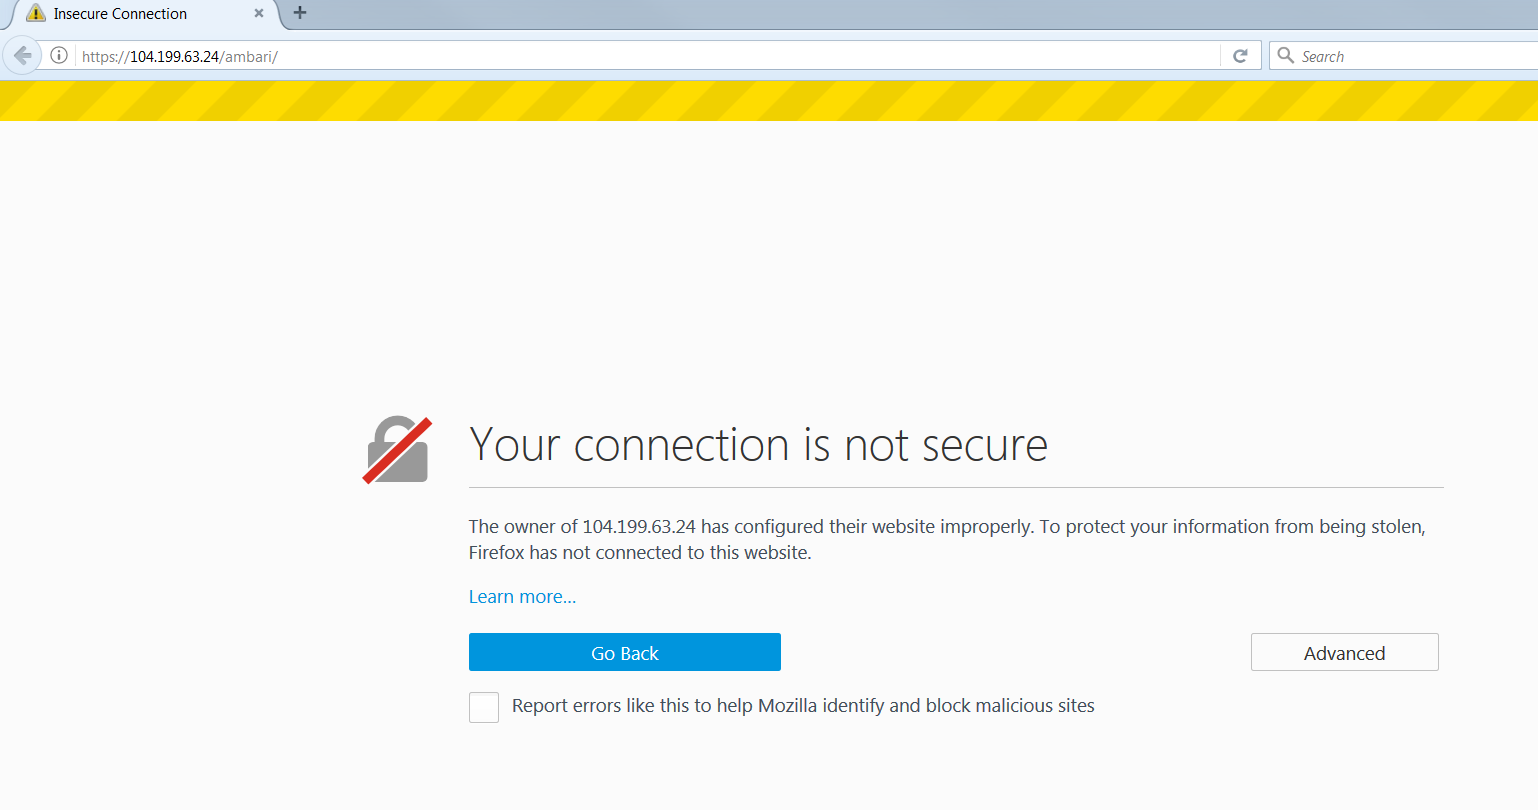 Insecure Connection
https://104.199.63.24/ambari/
Search
Your connection is not secure
The owner of 104.199.63.24 has configured their website improperly. To protect your information from being stolen,
Firefox has not connected to this website.
Learn more...
Go Back
Advanced
Report errors like this to help Mozilla identify and block malicious sites